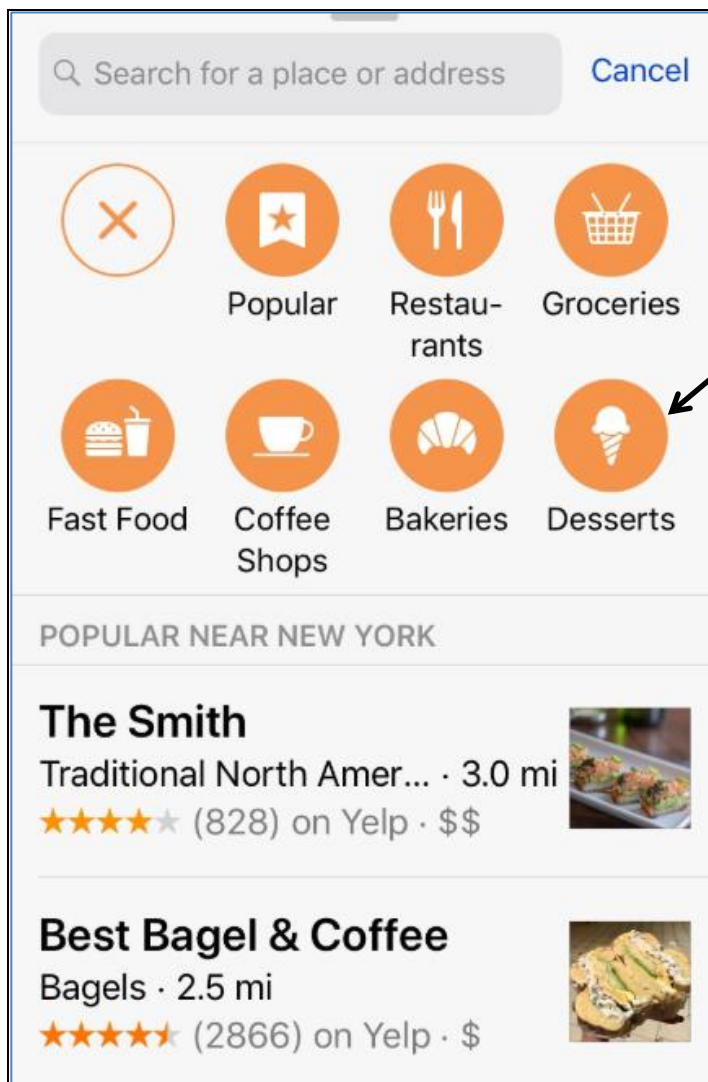 Search for a place or address Cancel
Popular
Restau-
rants
Groceries
Fast Food
Coffee
Shops
Bakeries
Desserts
POPULAR NEAR NEW YORK
The Smith
Traditional North Amer... · 3.0 mi
★★★★★ (828) on Yelp · $$
Best Bagel & Coffee
Bagels · 2.5 mi
★★★★★ (2866) on Yelp · $